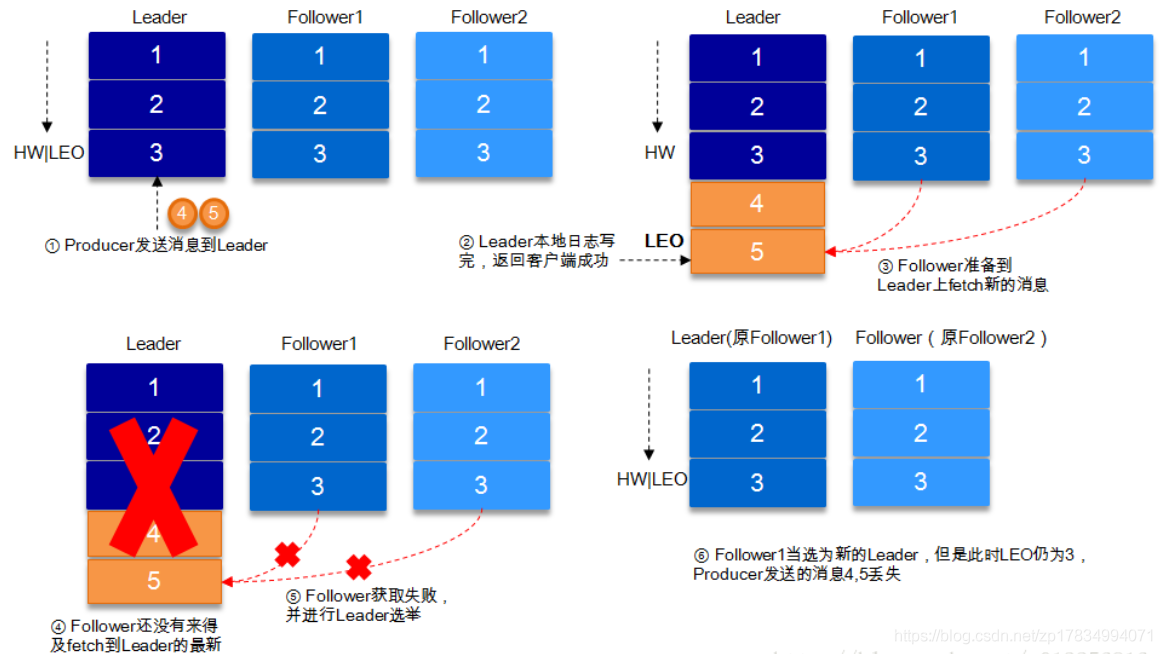 Leader Follower1 Follower2
1 1 1
2 2 2
HW|LEO 3 3 3
4 5
① Producer发送消息到Leader
Leader Follower1 Follower2
1 1 1
2 2 2
HW 3 3 3
4
LEO 5
② Leader本地日志写
完，返回客户端成功
③ Follower准备到
Leader上fetch新的消息
Leader Follower1 Follower2
1 1 1
2 2 2
3 3
4
5
④ Follower还没有来得
及fetch到Leader的最新
⑤ Follower获取失败，
并进行Leader选举
Leader(原Follower1) Follower（原Follower2）
1 1
2 2
HW|LEO 3 3
⑥ Follower1当选为新的Leader，但是此时LEO仍为3，
Producer发送的消息4,5丢失
https://blog.csdn.net/zp17834994071